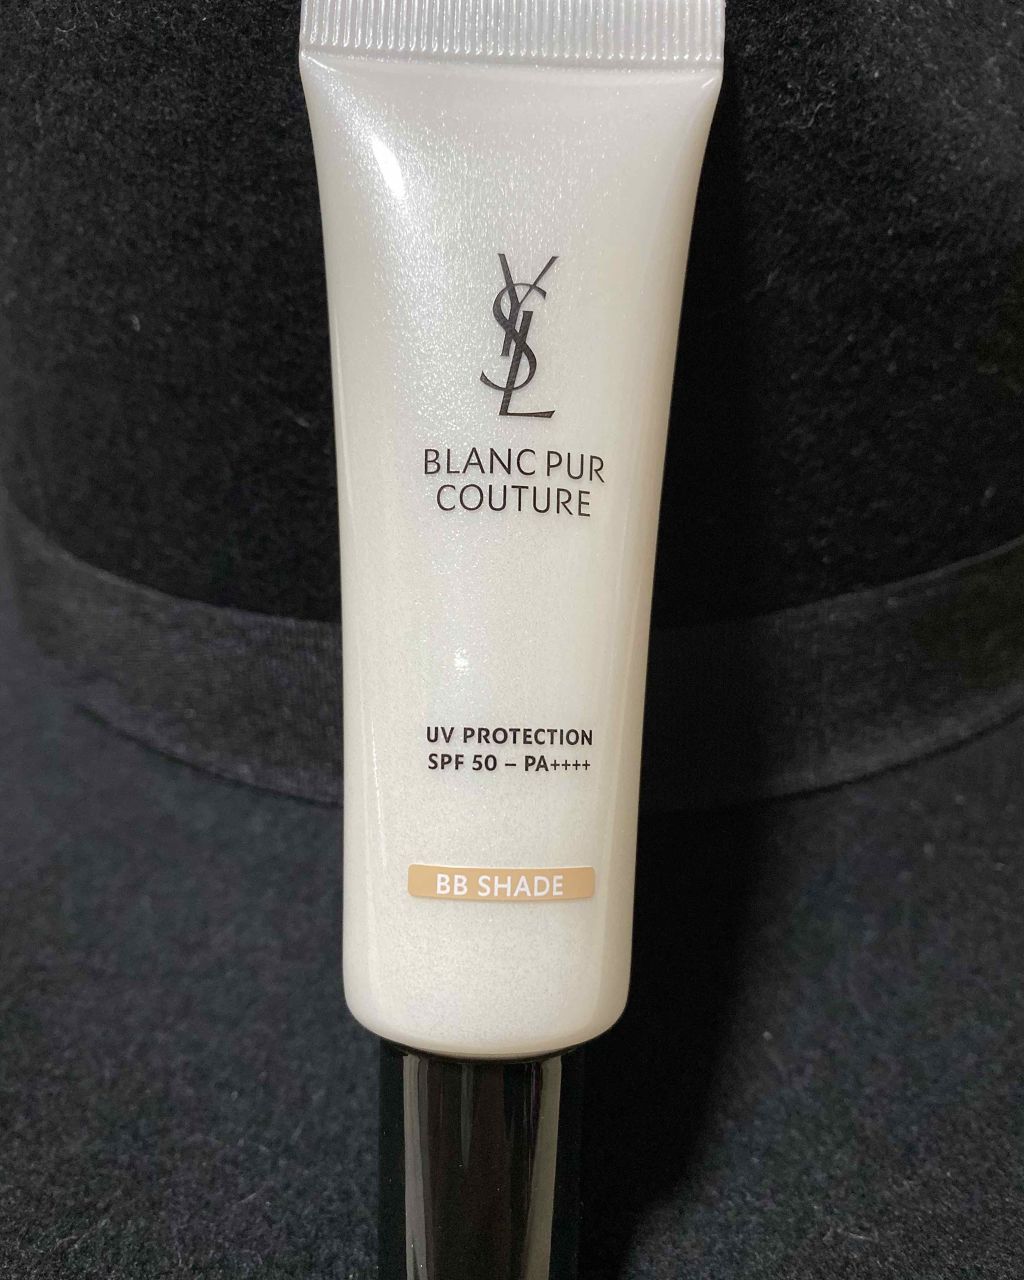 YSL
BLANC PUR
COUTURE
UV PROTECTION
SPF 50 – PA++++
BB SHADE